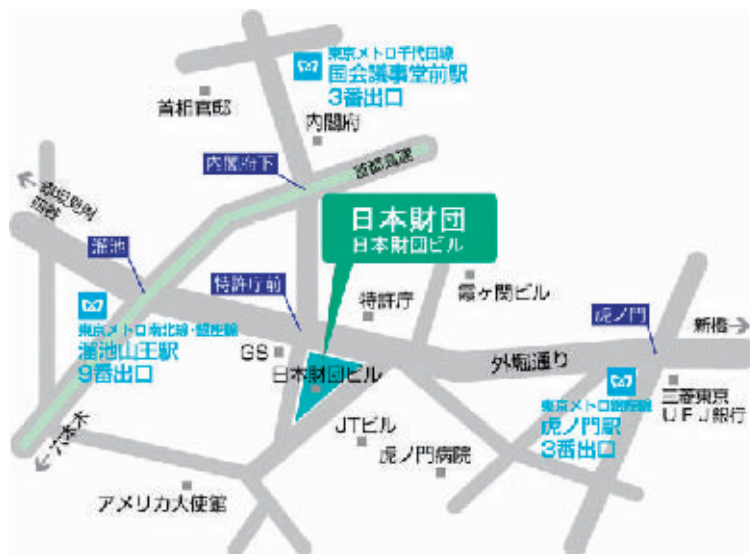 東京メトロ千代田線
国会議事堂前駅
3番出口
首相官邸
内閣府
内閣府下
首都高速
赤坂見附
四谷
日本財団
日本財団ビル
溜池
特許庁前
特許庁
霞ヶ関ビル
虎ノ門
新橋
東京メトロ南北線・銀座線
溜池山王駅
9番出口
GS
日本財団ビル
外堀通り
三菱東京
UFJ銀行
東京メトロ銀座線
虎ノ門駅
3番出口
JTビル
虎ノ門病院
六本木
アメリカ大使館